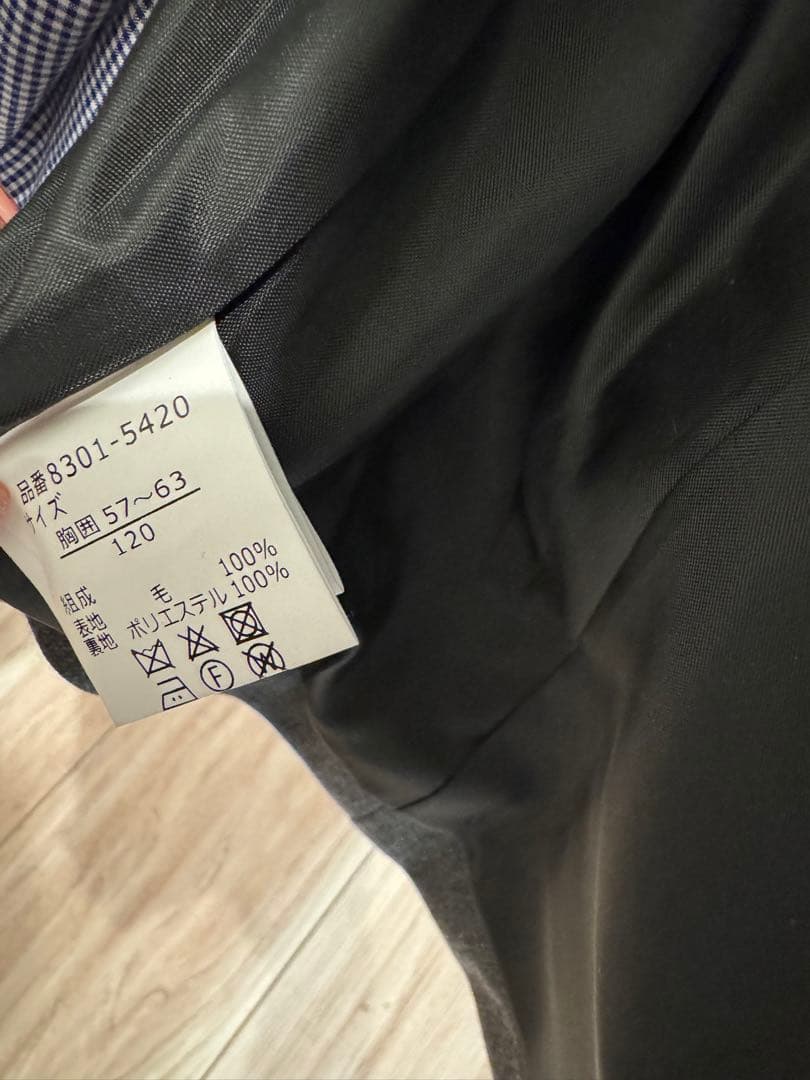 品番8301-5420
サイズ
胸囲 57～63
120
組成
表地 毛 100%
裏地 ポリエステル 100%
F
W